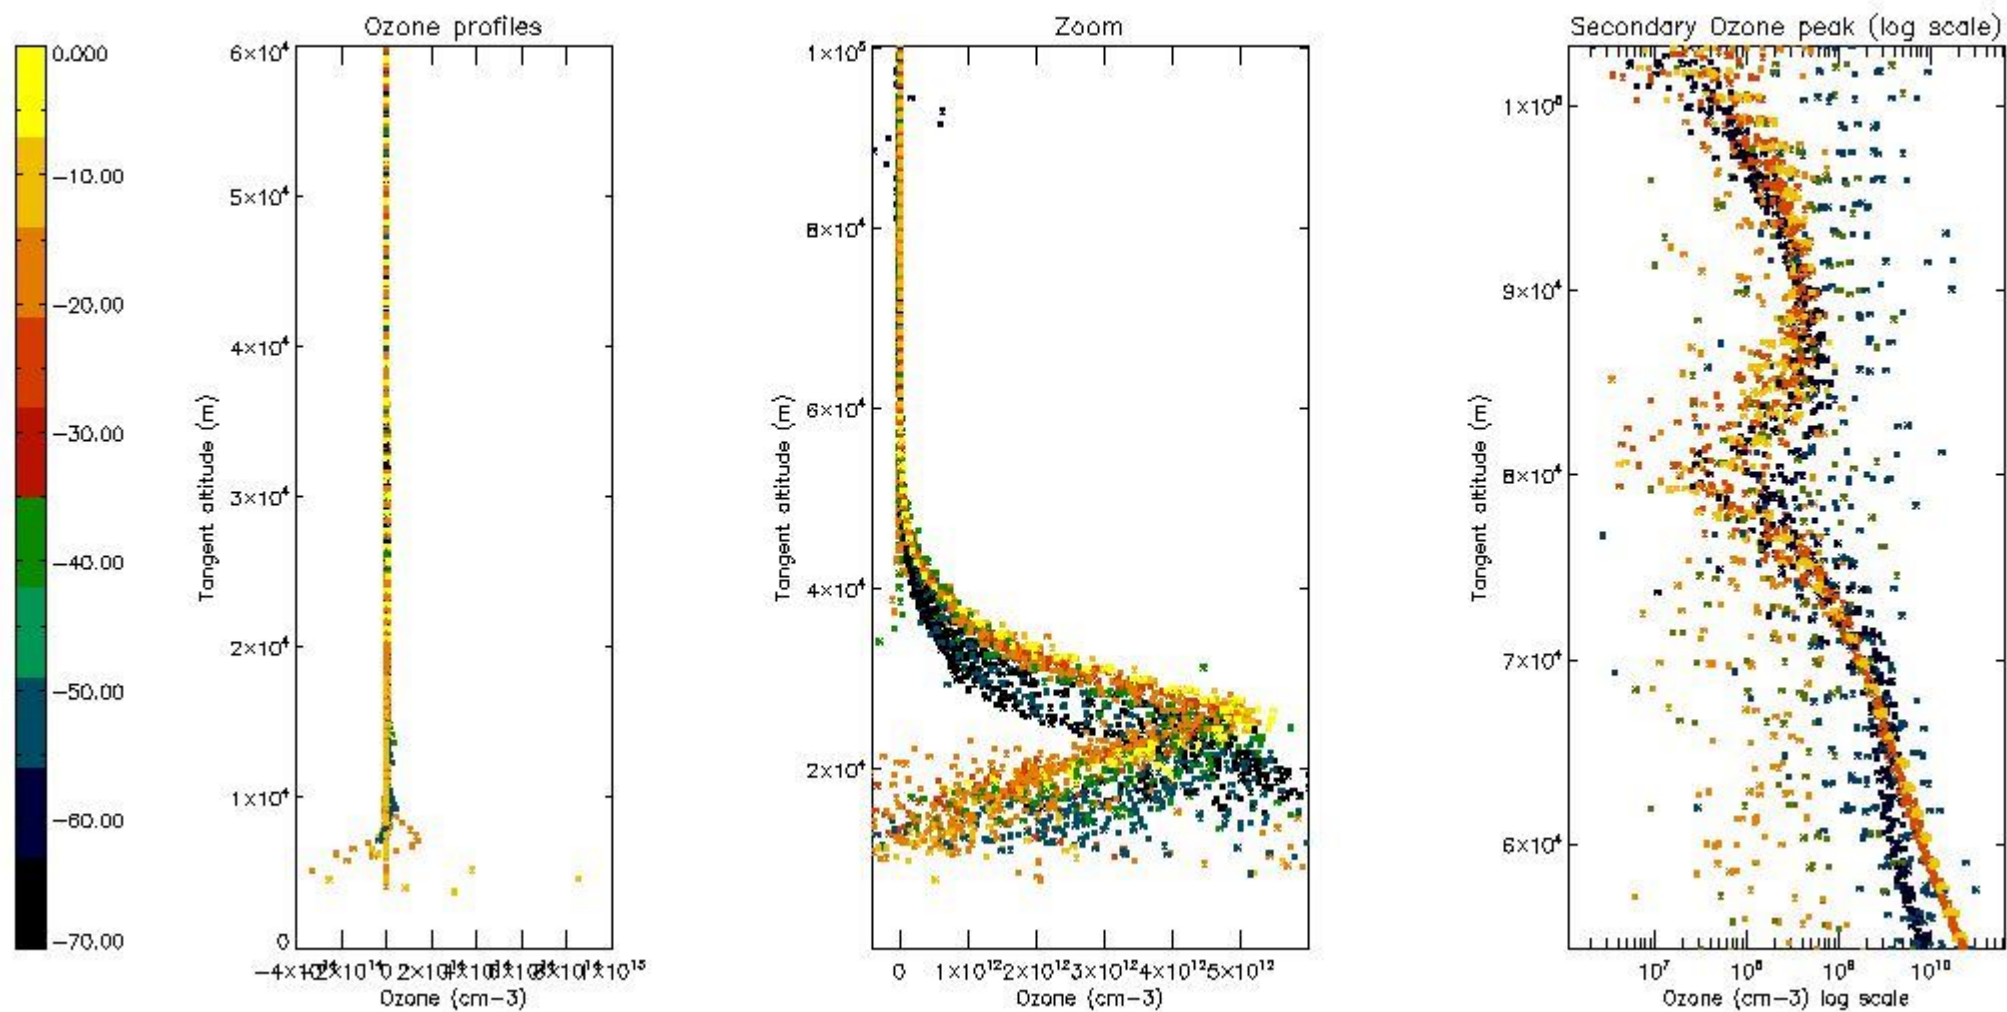 Ozone profiles
Zoom
Secondary Ozone peak (log scale)
0.000
−10.00
−20.00
−30.00
−40.00
−50.00
−60.00
−70.00
6×10⁴
5×10⁴
4×10⁴
3×10⁴
2×10⁴
1×10⁴
0
Tangent altitude (m)
0
Ozone (cm−3)
1×10⁵
8×10⁴
6×10⁴
4×10⁴
2×10⁴
Tangent altitude (m)
0 1×10¹² 2×10¹² 3×10¹² 4×10¹² 5×10¹²
Ozone (cm−3)
9×10⁴
8×10⁴
7×10⁴
6×10⁴
Tangent altitude (m)
10⁷ 10⁸ 10⁹ 10¹⁰
Ozone (cm−3) log scale